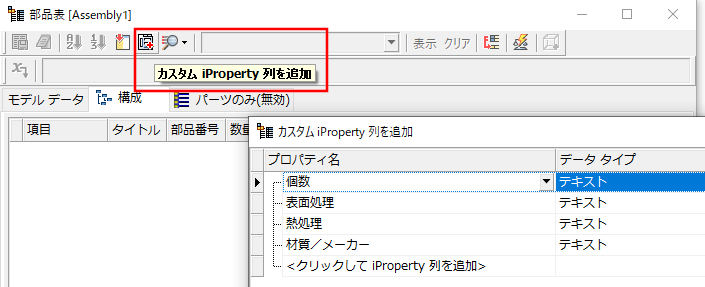 部品表 [Assembly1]
表示 クリア
カスタム iProperty 列を追加
モデル データ 構成 パーツのみ(無効)
項目 タイトル 部品番号 数量
カスタム iProperty 列を追加
プロパティ名 データ タイプ
個数 テキスト
表面処理 テキスト
熱処理 テキスト
材質／メーカー テキスト
<クリックして iProperty 列を追加>